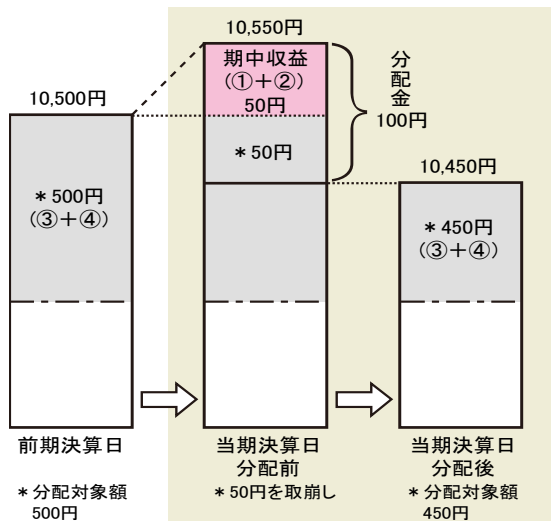 10,550円
期中収益
(①+②)
50円
分配金
100円
10,500円
*50円
10,450円
*500円
(③+④)
*450円
(③+④)
前期決算日
当期決算日
分配前
当期決算日
分配後
*分配対象額
500円
*50円を取崩し
*分配対象額
450円